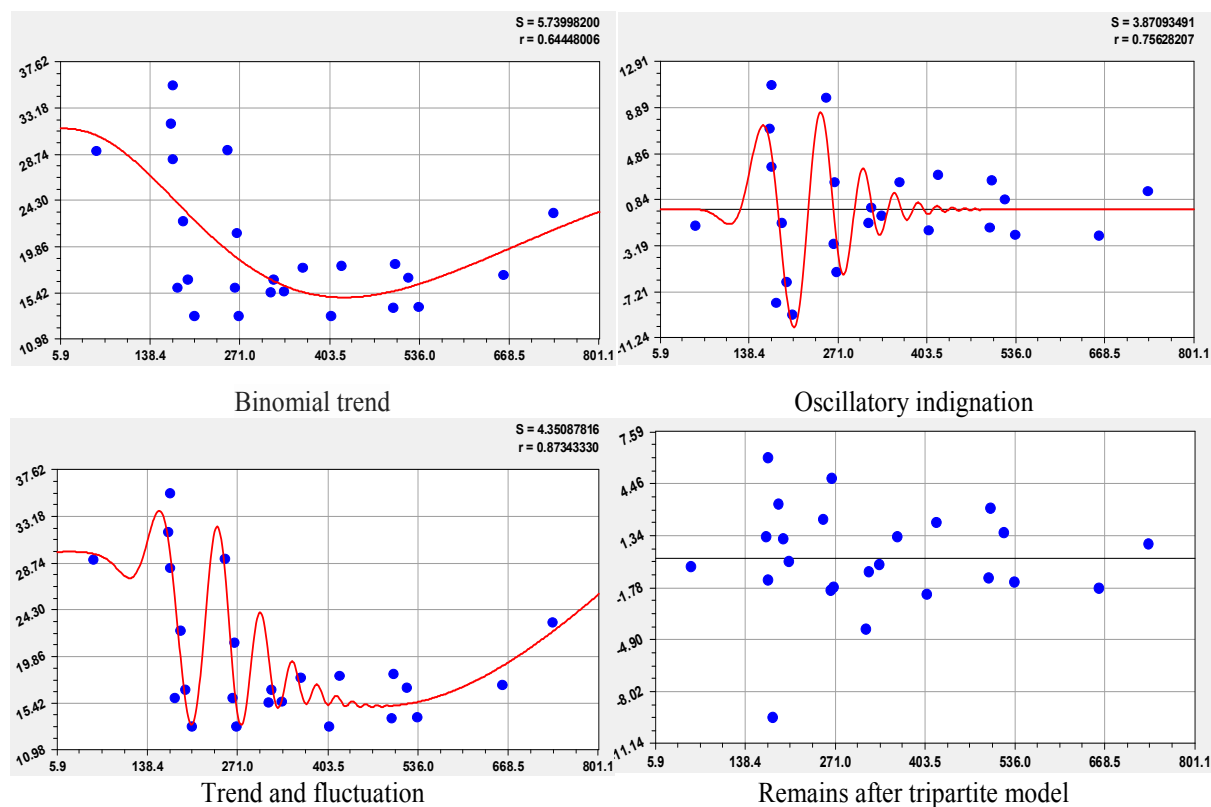 S = 5.73998200
r = 0.64448006
37.62
33.18
28.74
24.30
19.86
15.42
10.98
5.9 138.4 271.0 403.5 536.0 668.5 801.1
Binomial trend
S = 3.87093491
r = 0.75628207
12.91
8.89
4.86
0.84
-3.19
-7.21
-11.24
5.9 138.4 271.0 403.5 536.0 668.5 801.1
Oscillatory indignation
S = 4.35087816
r = 0.87343330
37.62
33.18
28.74
24.30
19.86
15.42
10.98
5.9 138.4 271.0 403.5 536.0 668.5 801.1
Trend and fluctuation
7.59
4.46
1.34
-1.78
-4.90
-8.02
-11.14
5.9 138.4 271.0 403.5 536.0 668.5 801.1
Remains after tripartite model